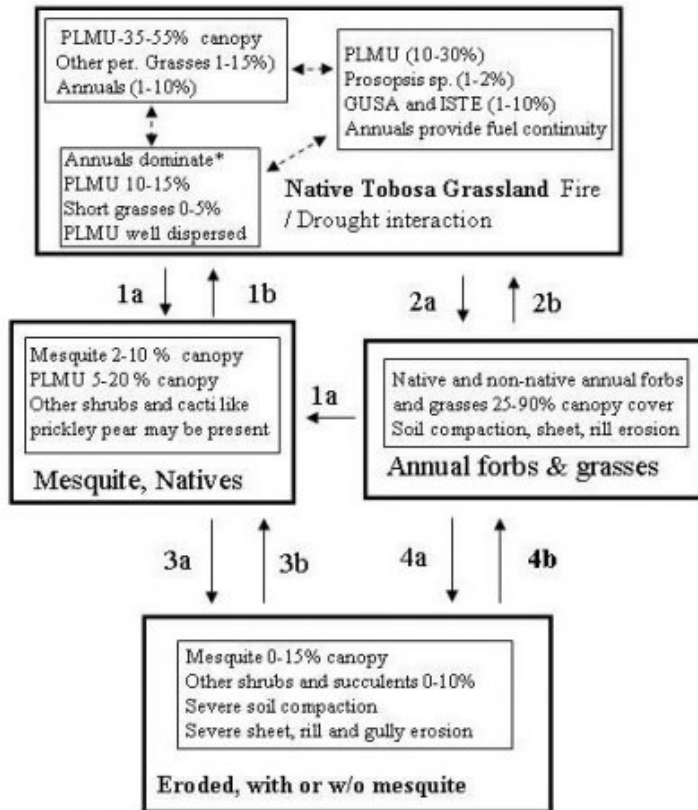 PLMU-35-55% canopy
Other per. Grasses 1-15%)
Annuals (1-10%)
PLMU (10-30%)
Prosopsis sp. (1-2%)
GUSA and ISTE (1-10%)
Annuals provide fuel continuity
Annuals dominate*
PLMU 10-15%
Short grasses 0-5%
PLMU well dispersed
Native Tobosa Grassland Fire
/ Drought interaction
1a
1b
2a
2b
Mesquite 2-10 % canopy
PLMU 5-20 % canopy
Other shrubs and cacti like
prickley pear may be present
Mesquite, Natives
1a
Native and non-native annual forbs
and grasses 25-90% canopy cover
Soil compaction, sheet, rill erosion
Annual forbs & grasses
3a
3b
4a
4b
Mesquite 0-15% canopy
Other shrubs and succulents 0-10%
Severe soil compaction
Severe sheet, rill and gully erosion
Eroded, with or w/o mesquite